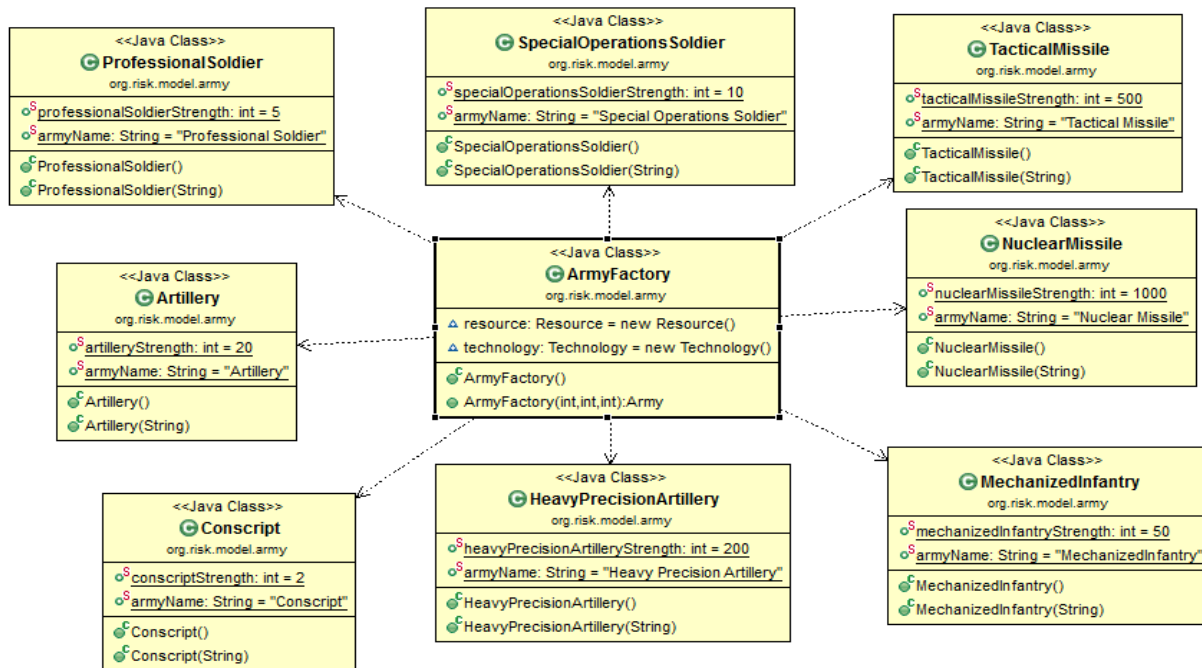 <<Java Class>>
ProfessionalSoldier
org.risk.model.army
professionalSoldierStrength: int = 5
armyName: String = "Professional Soldier"
ProfessionalSoldier()
ProfessionalSoldier(String)
<<Java Class>>
SpecialOperationsSoldier
org.risk.model.army
specialOperationsSoldierStrength: int = 10
armyName: String = "Special Operations Soldier"
SpecialOperationsSoldier()
SpecialOperationsSoldier(String)
<<Java Class>>
TacticalMissile
org.risk.model.army
tacticalMissileStrength: int = 500
armyName: String = "Tactical Missile"
TacticalMissile()
TacticalMissile(String)
<<Java Class>>
Artillery
org.risk.model.army
artilleryStrength: int = 20
armyName: String = "Artillery"
Artillery()
Artillery(String)
<<Java Class>>
ArmyFactory
org.risk.model.army
resource: Resource = new Resource()
technology: Technology = new Technology()
ArmyFactory()
ArmyFactory(int,int,int):Army
<<Java Class>>
NuclearMissile
org.risk.model.army
nuclearMissileStrength: int = 1000
armyName: String = "Nuclear Missile"
NuclearMissile()
NuclearMissile(String)
<<Java Class>>
Conscript
org.risk.model.army
conscriptStrength: int = 2
armyName: String = "Conscript"
Conscript()
Conscript(String)
<<Java Class>>
HeavyPrecisionArtillery
org.risk.model.army
heavyPrecisionArtilleryStrength: int = 200
armyName: String = "Heavy Precision Artillery"
HeavyPrecisionArtillery()
HeavyPrecisionArtillery(String)
<<Java Class>>
MechanizedInfantry
org.risk.model.army
mechanizedInfantryStrength: int = 50
armyName: String = "MechanizedInfantry"
MechanizedInfantry()
MechanizedInfantry(String)